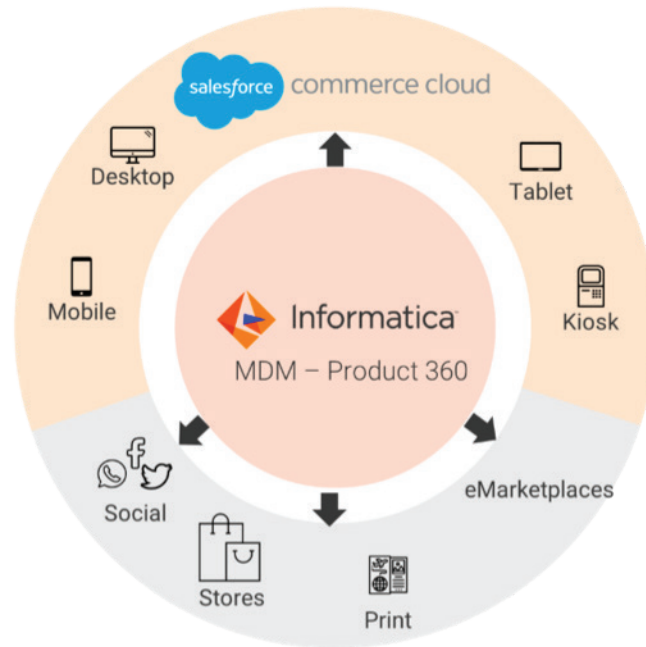 salesforce commerce cloud
Desktop
Tablet
Mobile
Kiosk
Informatica
MDM – Product 360
eMarketplaces
Social
Stores
Print